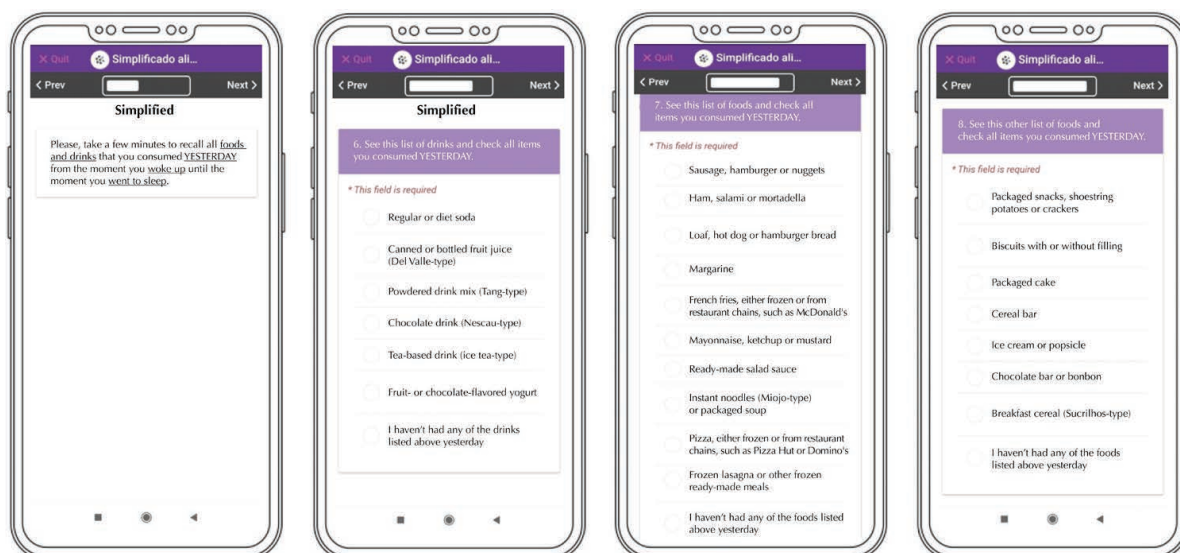 X Quit
Simplificado ali...
< Prev
Next >
Simplified
Please, take a few minutes to recall all foods
and drinks that you consumed YESTERDAY
from the moment you woke up until the
moment you went to sleep.
X Quit
Simplificado ali...
< Prev
Next >
Simplified
6. See this list of drinks and check all items
you consumed YESTERDAY.
* This field is required
Regular or diet soda
Canned or bottled fruit juice
(Del Valle-type)
Powdered drink mix (Tang-type)
Chocolate drink (Nescau-type)
Tea-based drink (ice tea-type)
Fruit- or chocolate-flavored yogurt
I haven't had any of the drinks
listed above yesterday
X Quit
Simplificado ali...
< Prev
Next >
7. See this list of foods and check all
items you consumed YESTERDAY.
* This field is required
Sausage, hamburger or nuggets
Ham, salami or mortadella
Loaf, hot dog or hamburger bread
Margarine
French fries, either frozen or from
restaurant chains, such as McDonald's
Mayonnaise, ketchup or mustard
Ready-made salad sauce
Instant noodles (Miojo-type)
or packaged soup
Pizza, either frozen or from restaurant
chains, such as Pizza Hut or Domino's
Frozen lasagna or other frozen
ready-made meals
I haven't had any of the foods listed
above yesterday
X Quit
Simplificado ali...
< Prev
Next >
8. See this other list of foods and
check all items you consumed YESTERDAY.
* This field is required
Packaged snacks, shoestring
potatoes or crackers
Biscuits with or without filling
Packaged cake
Cereal bar
Ice cream or popsicle
Chocolate bar or bonbon
Breakfast cereal (Sucrilhos-type)
I haven't had any of the foods
listed above yesterday